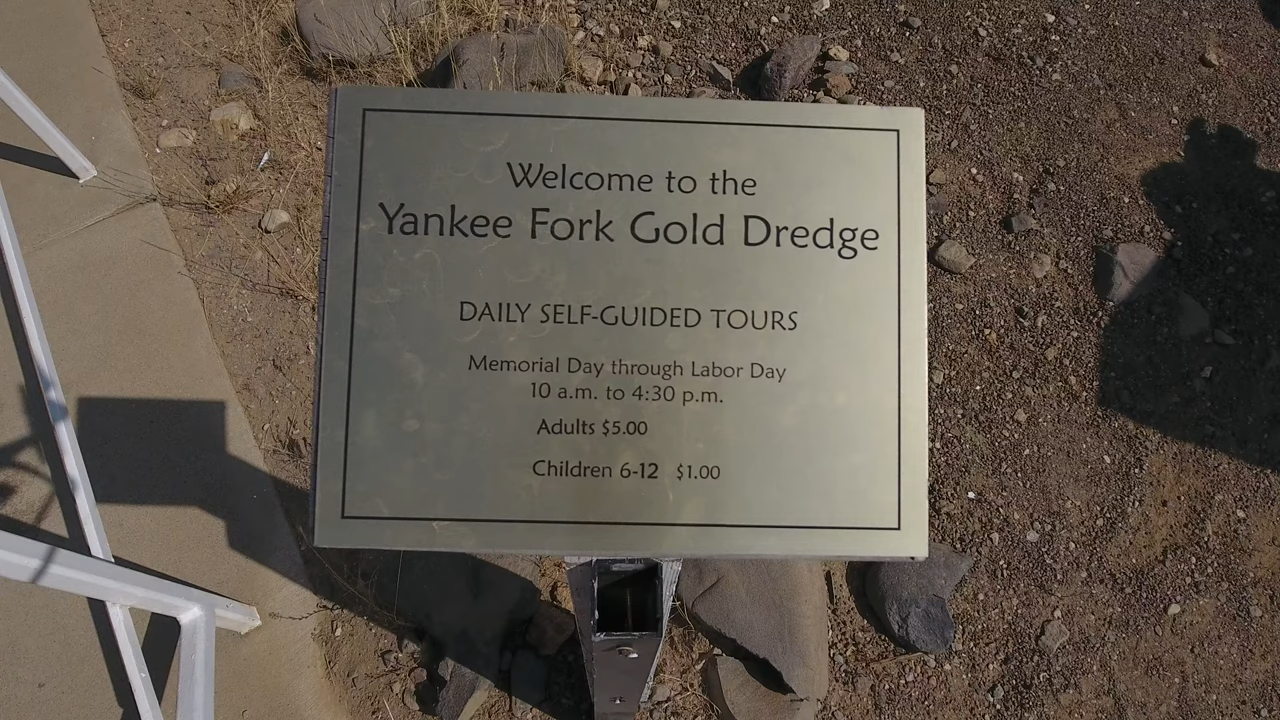 Welcome to the
Yankee Fork Gold Dredge
DAILY SELF-GUIDED TOURS
Memorial Day through Labor Day
10 a.m. to 4:30 p.m.
Adults $5.00
Children 6-12 $1.00